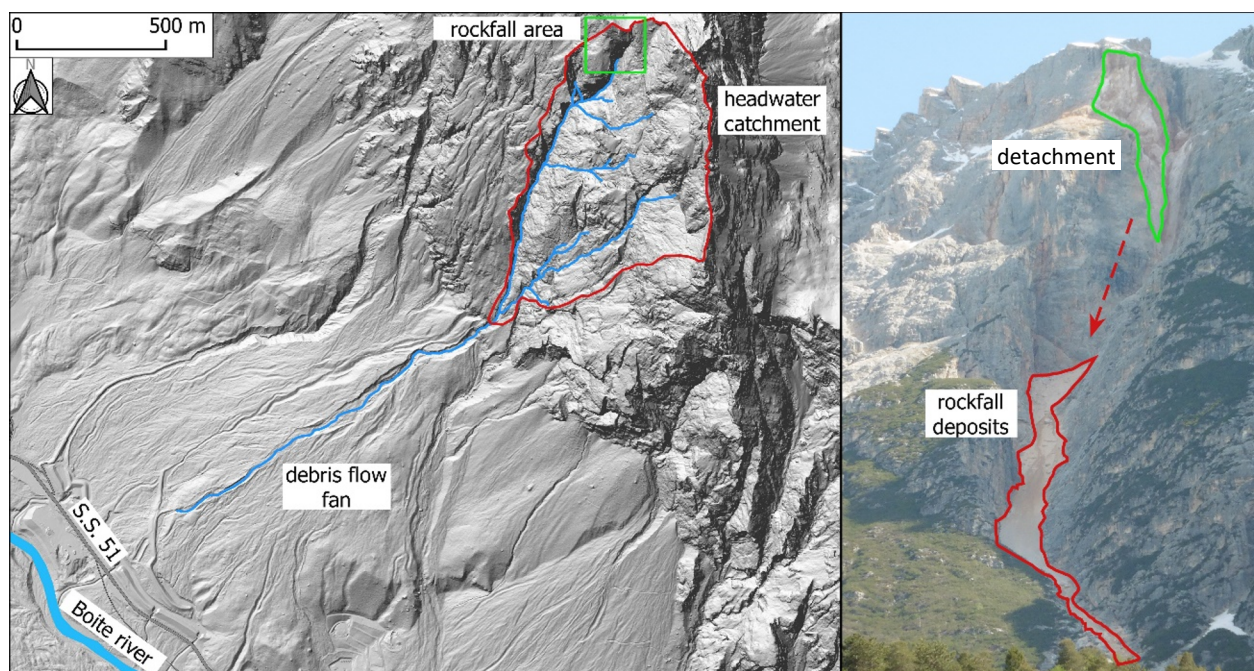 0 500 m
N
rockfall area
headwater
catchment
debris flow
fan
S.S. 51
Boite river
detachment
rockfall
deposits